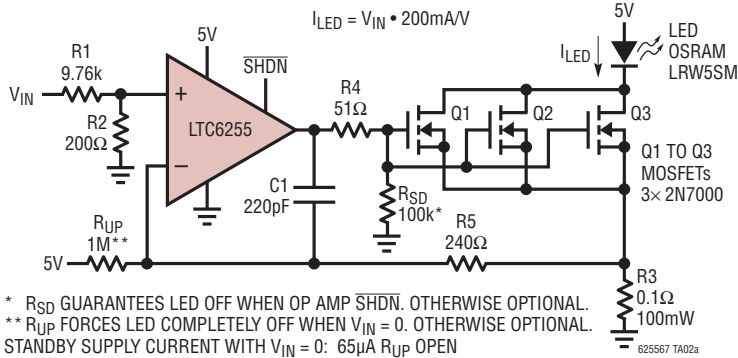 I_LED = V_IN • 200mA/V
5V
LED
OSRAM
LRW5SM
I_LED
5V
R1
9.76k
SHDN
R4
51Ω
V_IN
+
LTC6255
–
R2
200Ω
Q1
Q2
Q3
Q1 TO Q3
MOSFETs
3× 2N7000
C1
220pF
R_SD
100k*
R_UP
1M**
5V
R5
240Ω
R3
0.1Ω
100mW
* R_SD GUARANTEES LED OFF WHEN OP AMP SHDN. OTHERWISE OPTIONAL.
** R_UP FORCES LED COMPLETELY OFF WHEN V_IN = 0. OTHERWISE OPTIONAL.
STANDBY SUPPLY CURRENT WITH V_IN = 0: 65µA R_UP OPEN
625567 TA02a